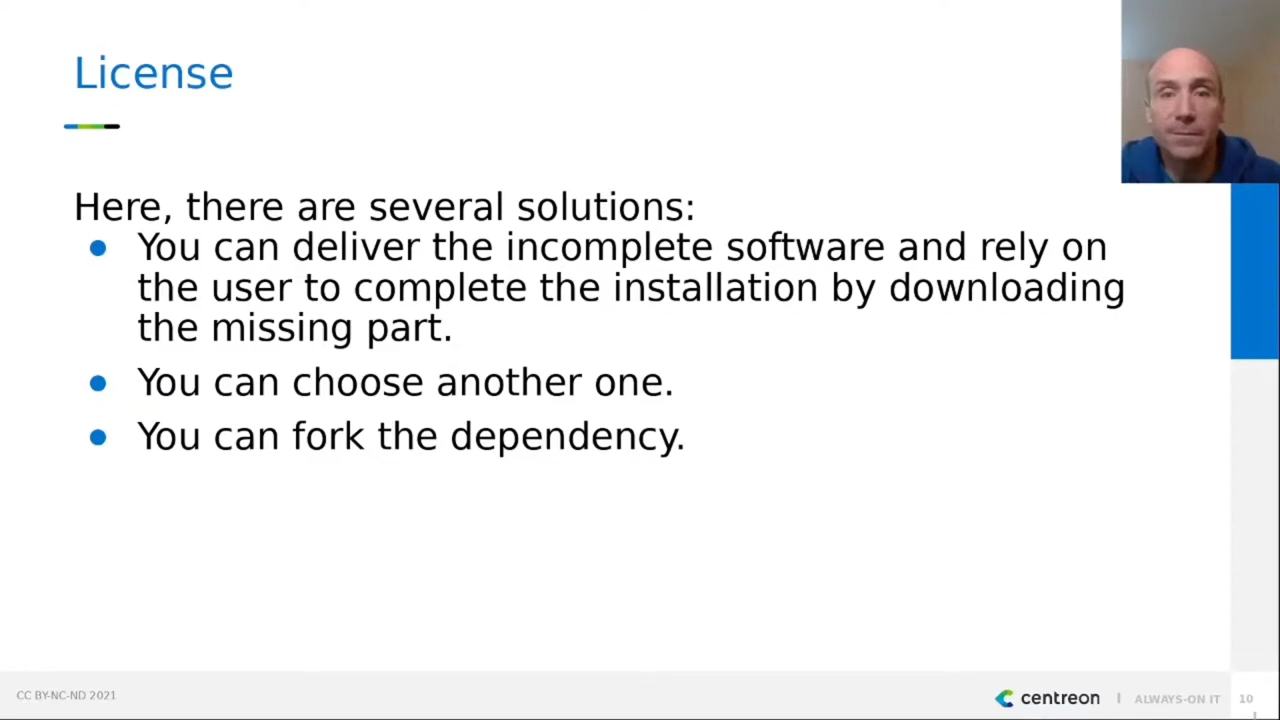 License
Here, there are several solutions:
You can deliver the incomplete software and rely on
the user to complete the installation by downloading
the missing part.
You can choose another one.
You can fork the dependency.
CC BY-NC-ND 2021
centreon
ALWAYS-ON IT
10